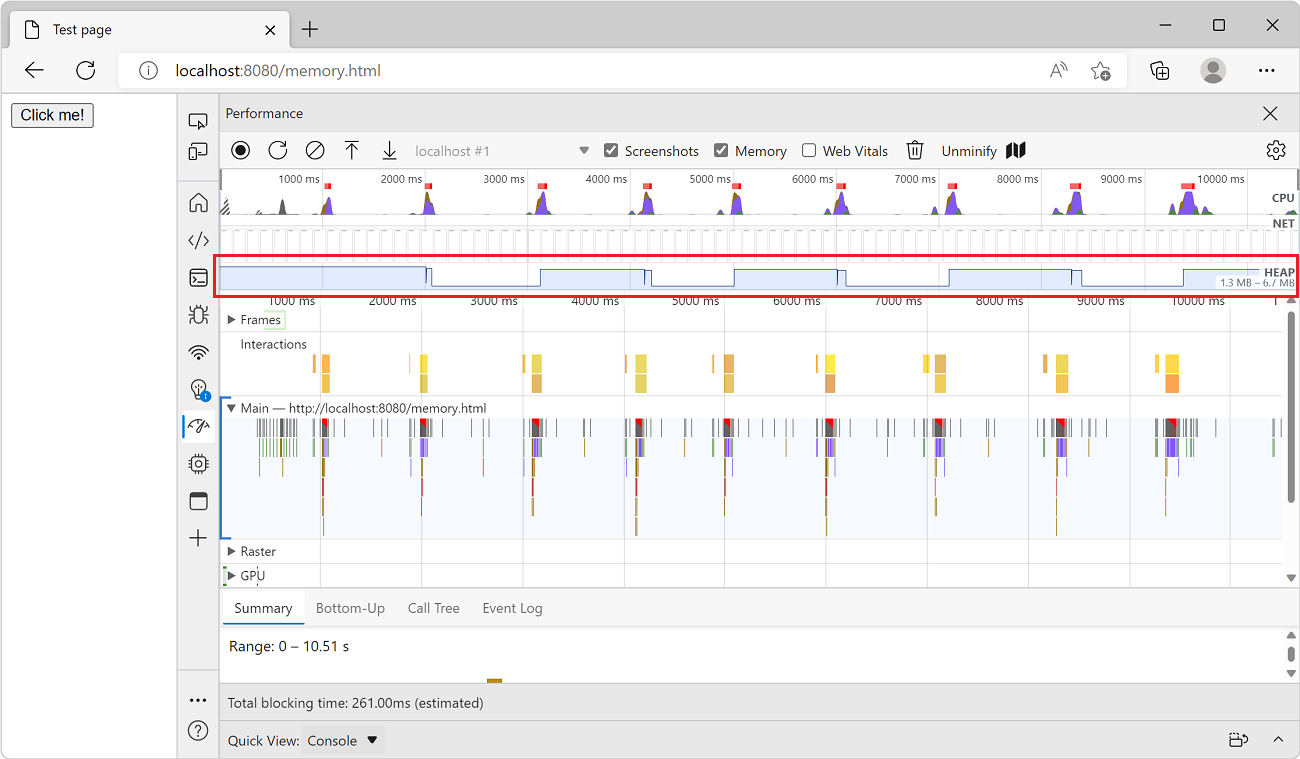 Test page
localhost:8080/memory.html
Click me!
Performance
localhost #1 Screenshots Memory Web Vitals Unminify
1000 ms 2000 ms 3000 ms 4000 ms 5000 ms 6000 ms 7000 ms 8000 ms 9000 ms 10000 ms
CPU
NET
HEAP
1.3 MB – 6.7 MB
1000 ms 2000 ms 3000 ms 4000 ms 5000 ms 6000 ms 7000 ms 8000 ms 9000 ms 10000 ms
Frames
Interactions
Main — http://localhost:8080/memory.html
Raster
GPU
Summary Bottom-Up Call Tree Event Log
Range: 0 – 10.51 s
Total blocking time: 261.00ms (estimated)
Quick View: Console